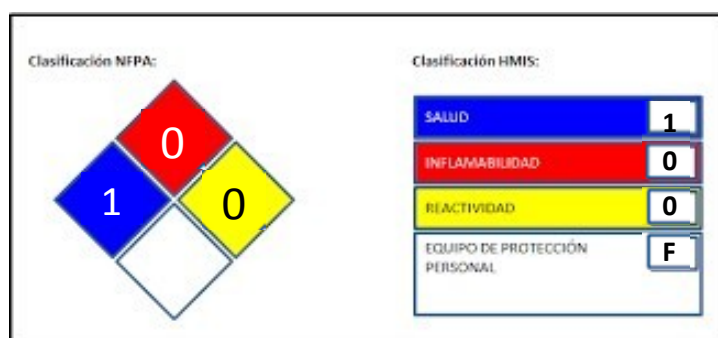 Clasificación NFPA:
0
1
0
Clasificación HMIS:
SALUD 1
INFLAMABILIDAD 0
REACTIVIDAD 0
EQUIPO DE PROTECCIÓN F
PERSONAL